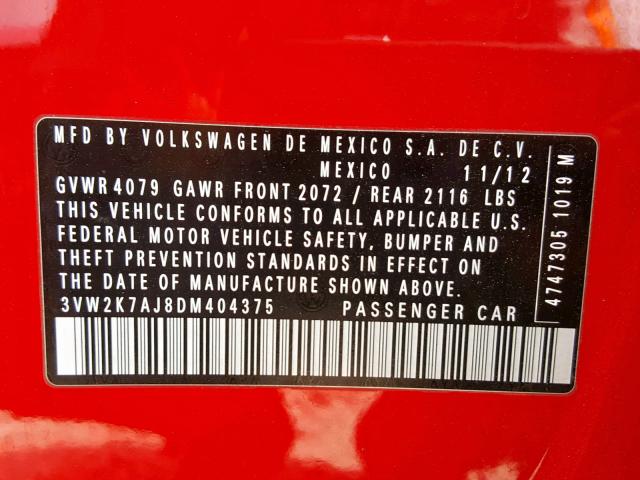 MFD BY VOLKSWAGEN DE MEXICO S.A. DE C.V.
MEXICO 11/12
GVWR 4079 GAWR FRONT 2072 / REAR 2116 LBS
THIS VEHICLE CONFORMS TO ALL APPLICABLE U.S.
FEDERAL MOTOR VEHICLE SAFETY, BUMPER AND
THEFT PREVENTION STANDARDS IN EFFECT ON
THE DATE OF MANUFACTURE SHOWN ABOVE.
3VW2K7AJ8DM404375 PASSENGER CAR
4747305 1019 M